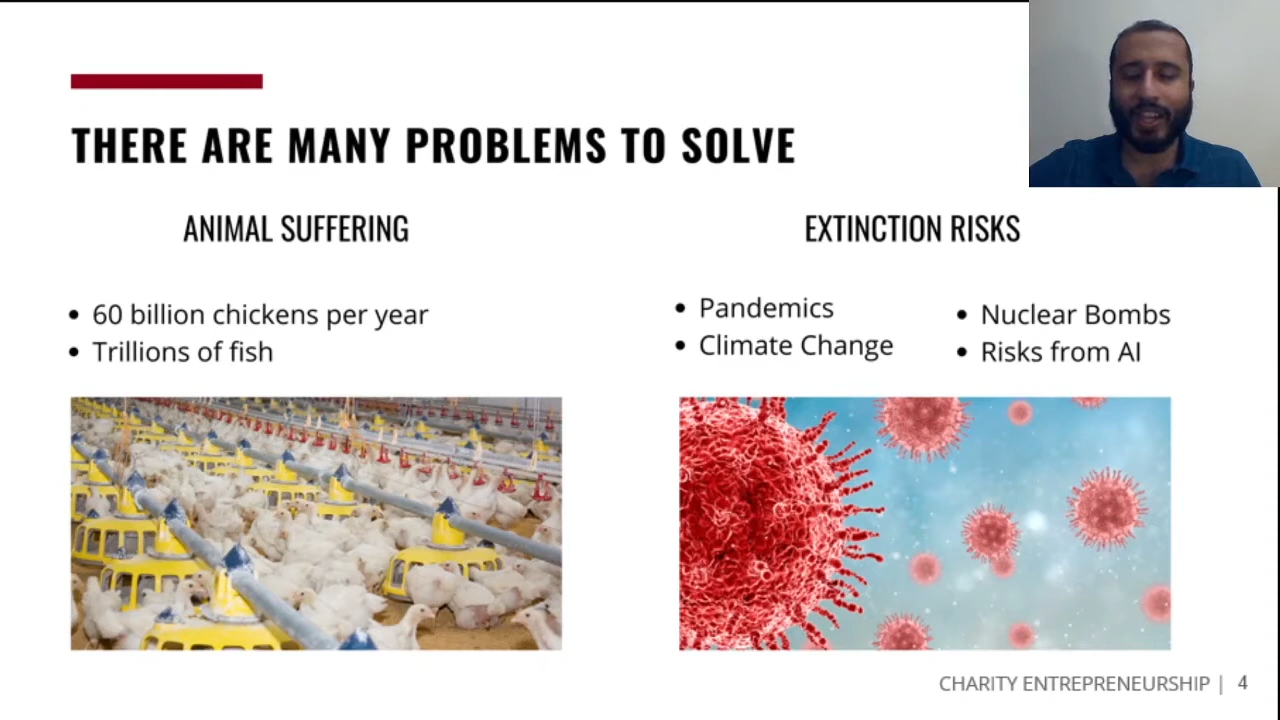 THERE ARE MANY PROBLEMS TO SOLVE
ANIMAL SUFFERING
• 60 billion chickens per year
• Trillions of fish
EXTINCTION RISKS
• Pandemics
• Climate Change
• Nuclear Bombs
• Risks from AI
CHARITY ENTREPRENEURSHIP | 4